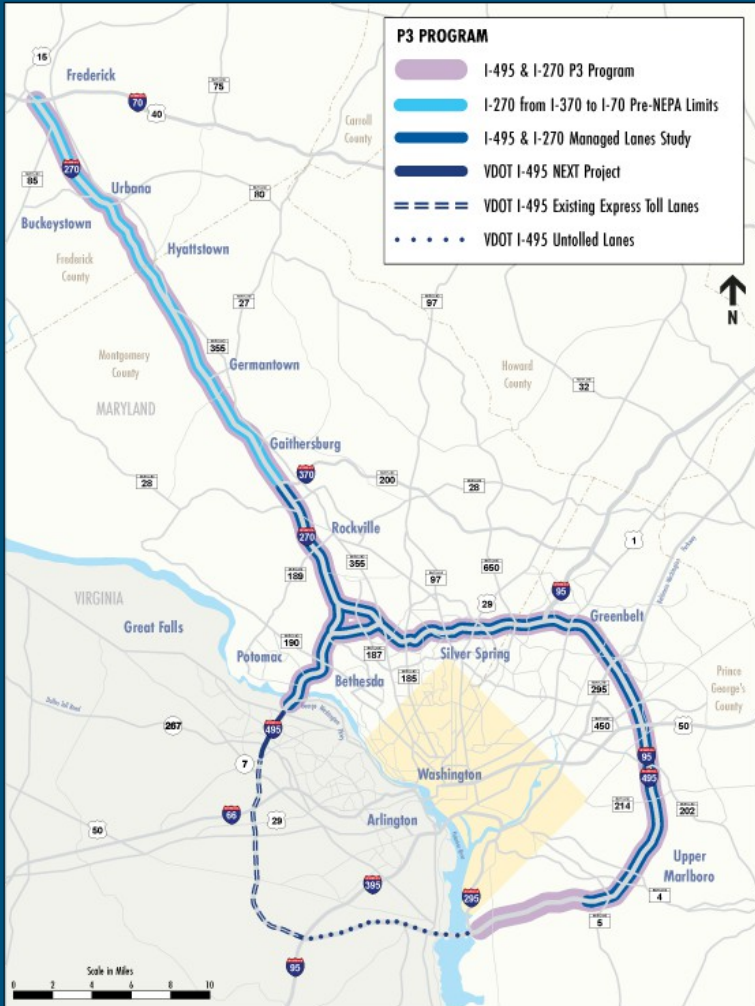 P3 PROGRAM
I-495 & I-270 P3 Program
I-270 from I-370 to I-70 Pre-NEPA Limits
I-495 & I-270 Managed Lanes Study
VDOT I-495 NEXT Project
VDOT I-495 Existing Express Toll Lanes
VDOT I-495 Untolled Lanes
N
15
Frederick
70
40
75
Carroll
County
270
85
Urbana
80
Buckeystown
Hyattstown
Frederick
County
27
97
355
Montgomery
County
Germantown
Howard
County
32
MARYLAND
Gaithersburg
370
28
200
28
270
Rockville
1
355
650
189
97
95
29
VIRGINIA
Greenbelt
Great Falls
190
Potomac
187
Silver Spring
185
Bethesda
295
Prince
George's
County
267
495
450
50
7
95
495
Washington
66
29
214
202
50
Arlington
Upper
Marlboro
395
295
4
5
95
Scale in Miles
0 2 4 6 8 10